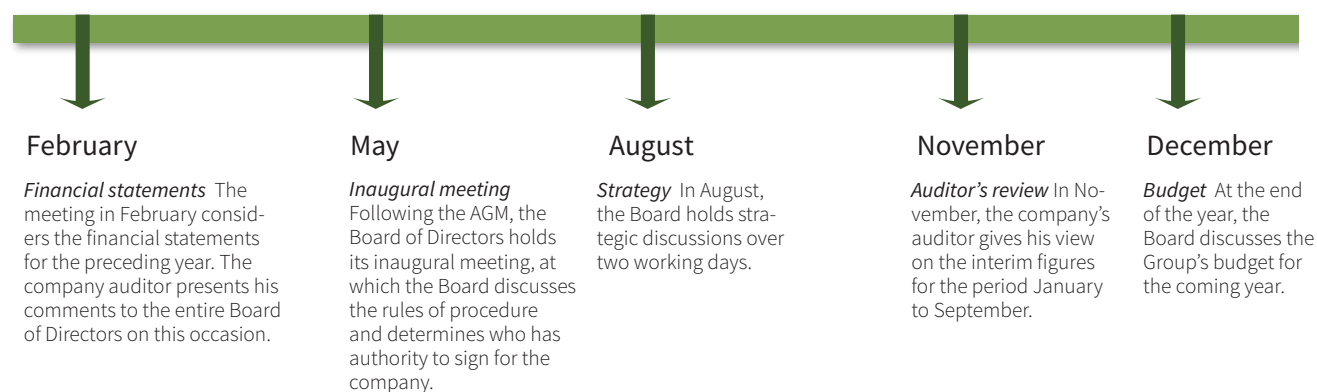 February
Financial statements  The
meeting in February consid-
ers the financial statements
for the preceding year. The
company auditor presents his
comments to the entire Board
of Directors on this occasion.
May
Inaugural meeting
Following the AGM, the
Board of Directors holds
its inaugural meeting, at
which the Board discusses
the rules of procedure
and determines who has
authority to sign for the
company.
August
Strategy  In August,
the Board holds stra-
tegic discussions over
two working days.
November
Auditor’s review In No-
vember, the company’s
auditor gives his view
on the interim figures
for the period January
to September.
December
Budget  At the end
of the year, the
Board discusses the
Group’s budget for
the coming year.